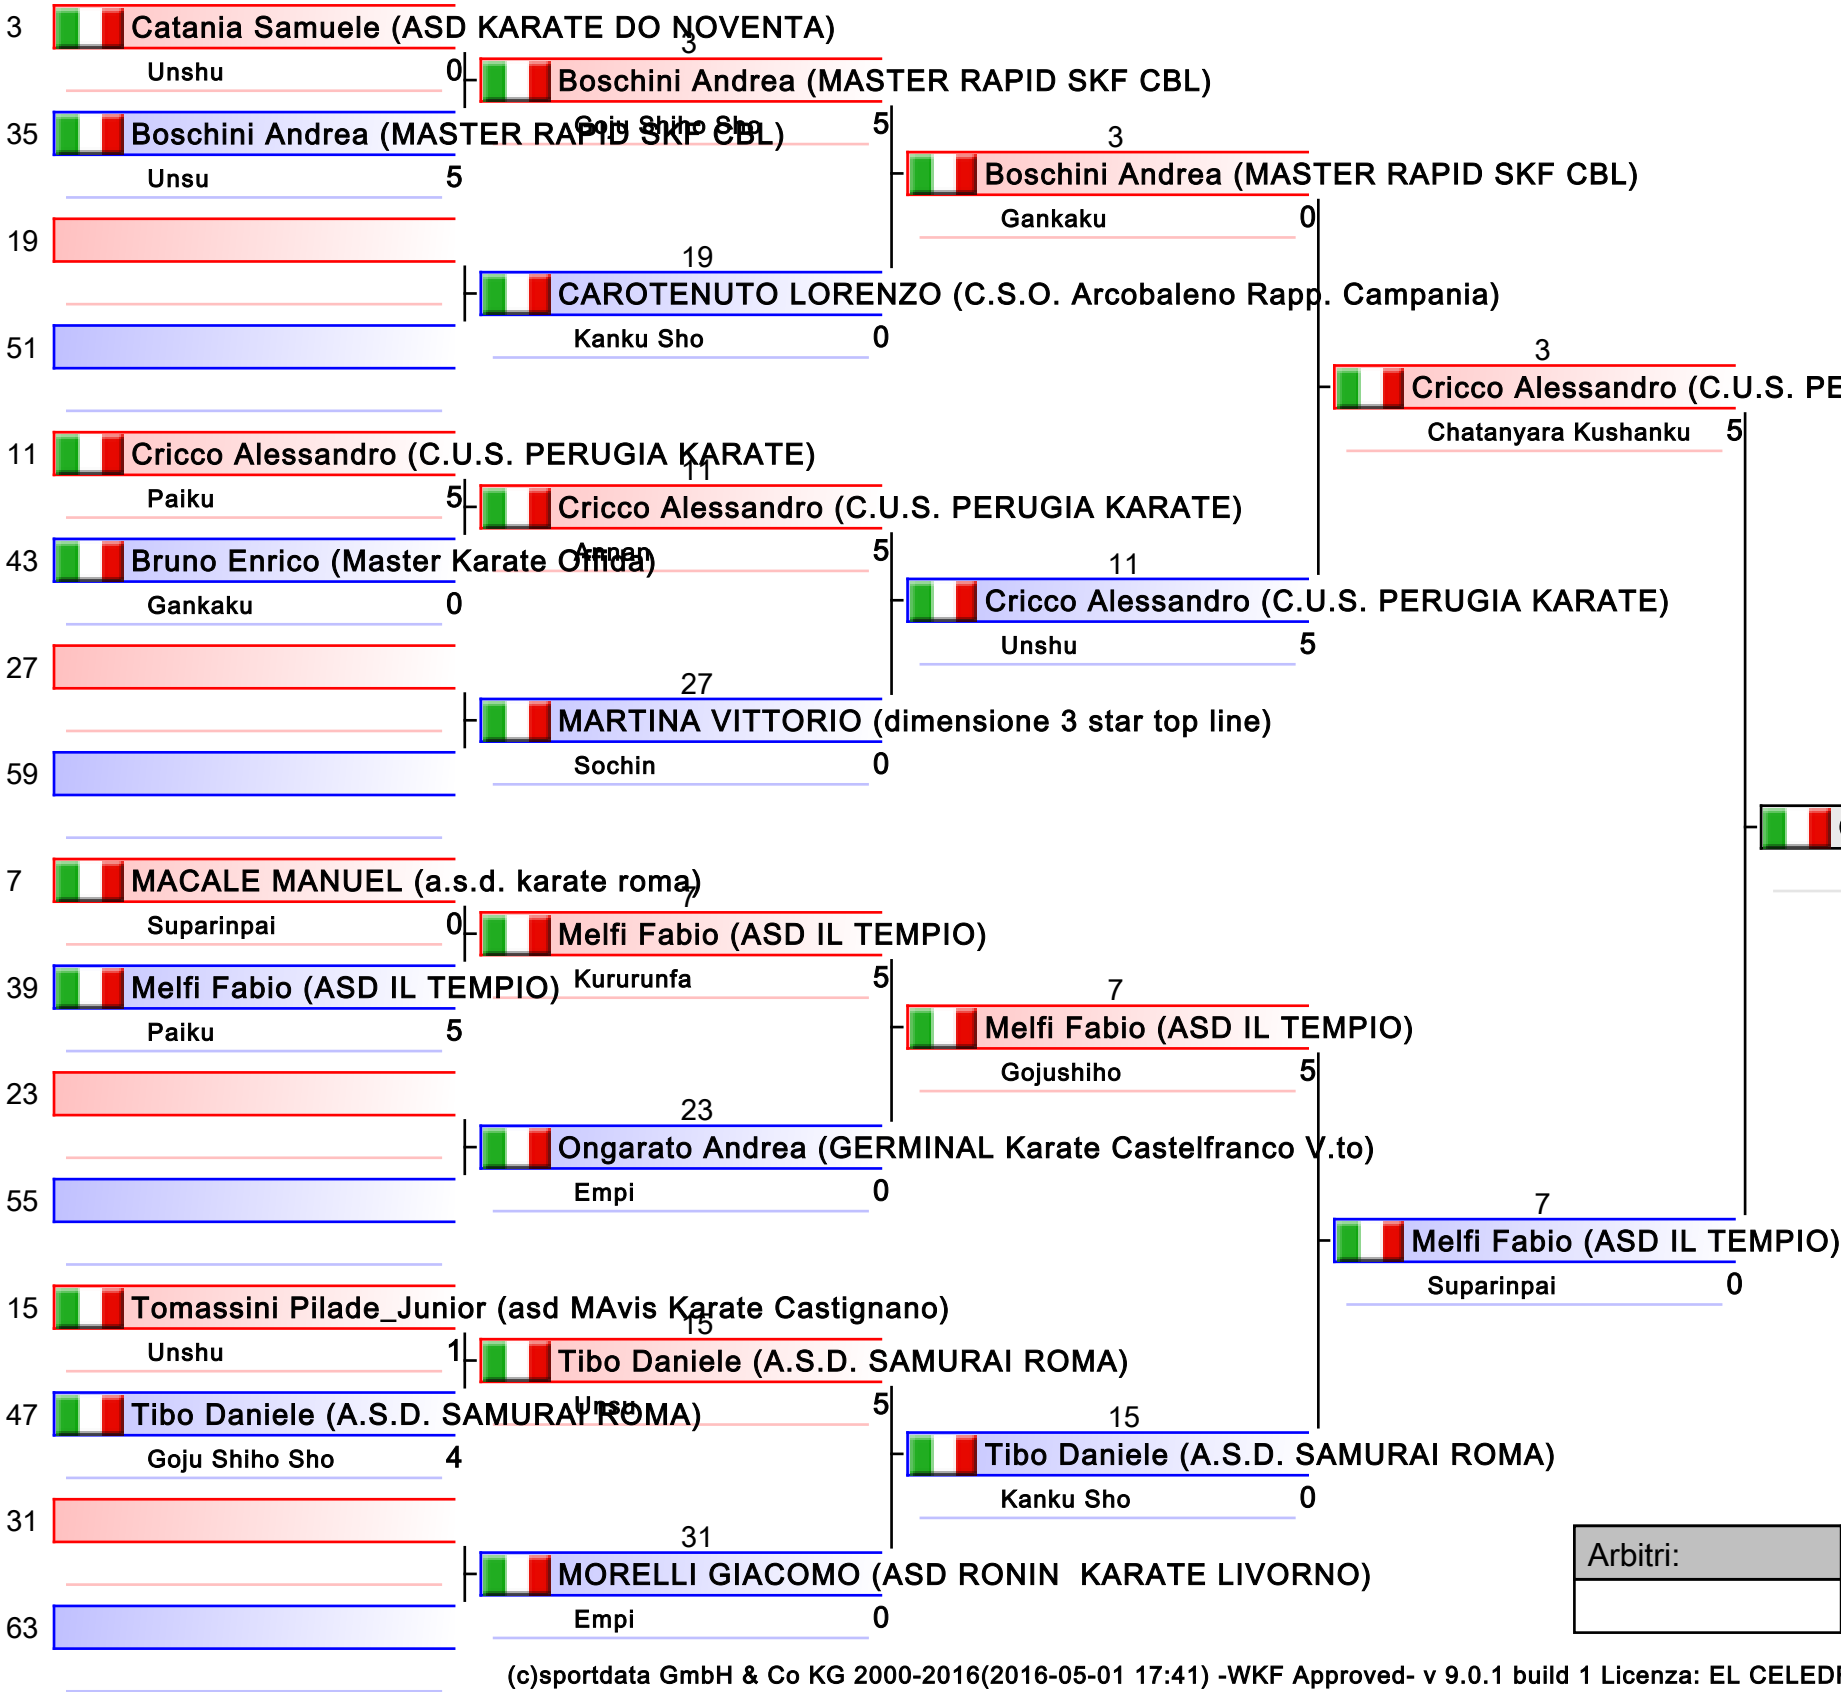 3
Catania Samuele (ASD KARATE DO NOVENTA)
Unshu 0
35
Boschini Andrea (MASTER RAPID SKF CBL)
Unsu 5
19
51
11
Cricco Alessandro (C.U.S. PERUGIA KARATE)
Paiku 5
43
Bruno Enrico (Master Karate Offida)
Gankaku 0
27
59
7
MACALE MANUEL (a.s.d. karate roma)
Suparinpai 0
39
Melfi Fabio (ASD IL TEMPIO)
Paiku 5
23
55
15
Tomassini Pilade_Junior (asd MAvis Karate Castignano)
Unshu 1
47
Tibo Daniele (A.S.D. SAMURAI ROMA)
Goju Shiho Sho 4
31
63
3
Boschini Andrea (MASTER RAPID SKF CBL)
Goju Shiho Sho 5
19
CAROTENUTO LORENZO (C.S.O. Arcobaleno Rapp. Campania)
Kanku Sho 0
11
Cricco Alessandro (C.U.S. PERUGIA KARATE)
Annan 5
27
MARTINA VITTORIO (dimensione 3 star top line)
Sochin 0
7
Melfi Fabio (ASD IL TEMPIO)
Kururunfa 5
23
Ongarato Andrea (GERMINAL Karate Castelfranco V.to)
Empi 0
15
Tibo Daniele (A.S.D. SAMURAI ROMA)
Unsu 5
31
MORELLI GIACOMO (ASD RONIN KARATE LIVORNO)
Empi 0
3
Boschini Andrea (MASTER RAPID SKF CBL)
Gankaku 0
11
Cricco Alessandro (C.U.S. PERUGIA KARATE)
Unshu 5
7
Melfi Fabio (ASD IL TEMPIO)
Gojushiho 5
15
Tibo Daniele (A.S.D. SAMURAI ROMA)
Kanku Sho 0
3
Cricco Alessandro (C.U.S. PE
Chatanyara Kushanku 5
7
Melfi Fabio (ASD IL TEMPIO)
Suparinpai 0
Arbitri:
(c)sportdata GmbH & Co KG 2000-2016(2016-05-01 17:41) -WKF Approved- v 9.0.1 build 1 Licenza: EL CELEDE